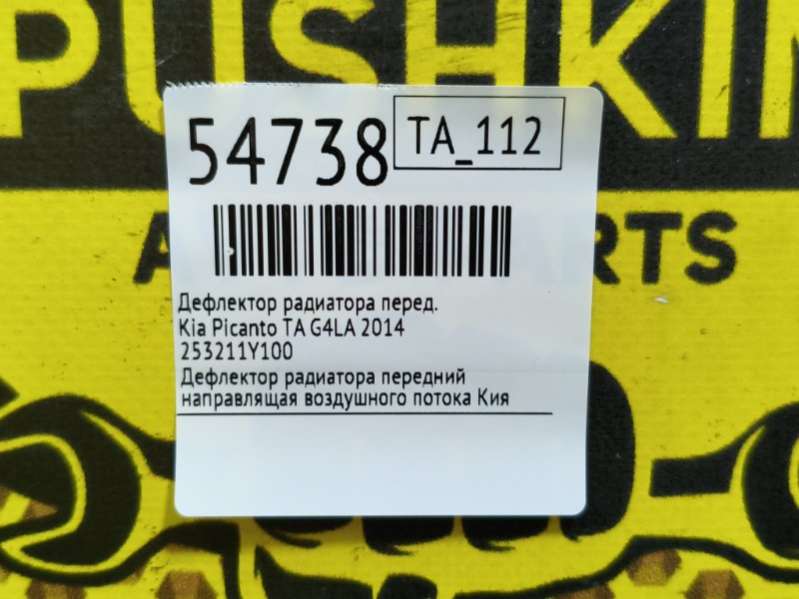 PUSHKIN
54738
TA_112
PARTS
Дефлектор радиатора перед.
Kia Picanto TA G4LA 2014
253211Y100
Дефлектор радиатора передний
направлящая воздушного потока Кия